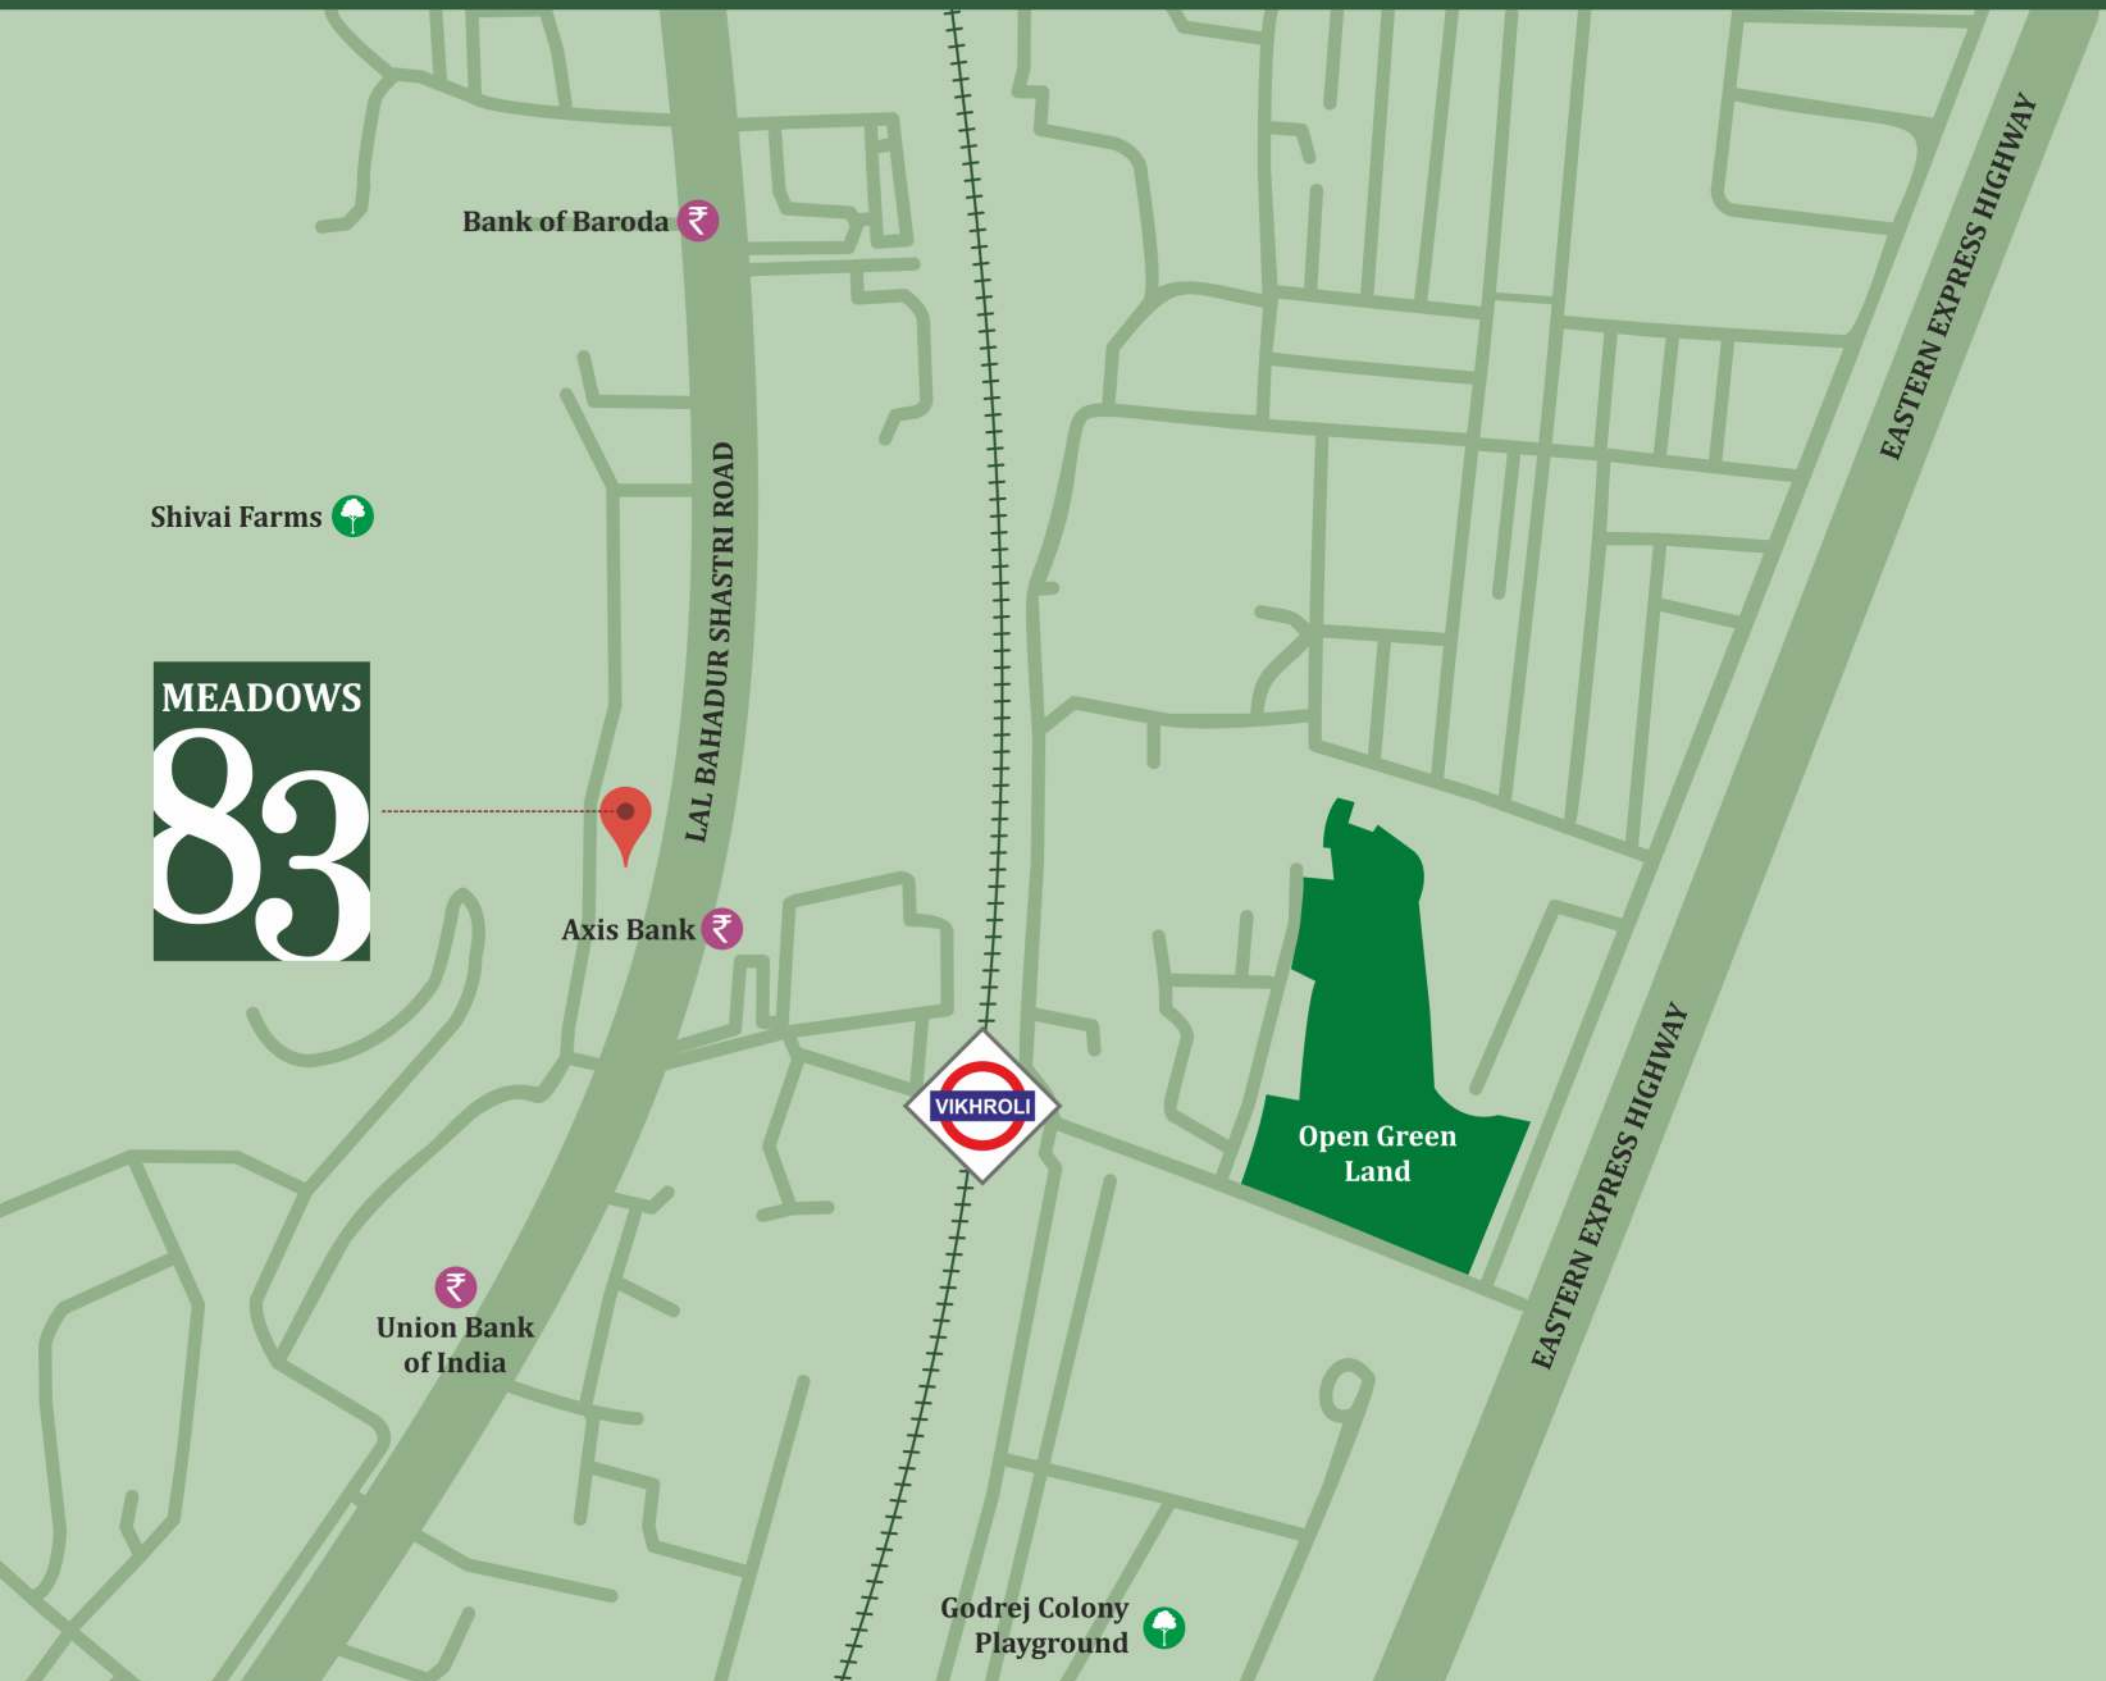 Bank of Baroda
EASTERN EXPRESS HIGHWAY
Shivai Farms
LAL BAHADUR SHASTRI ROAD
MEADOWS
83
Axis Bank
VIKHROLI
Open Green
Land
EASTERN EXPRESS HIGHWAY
Union Bank
of India
Godrej Colony
Playground